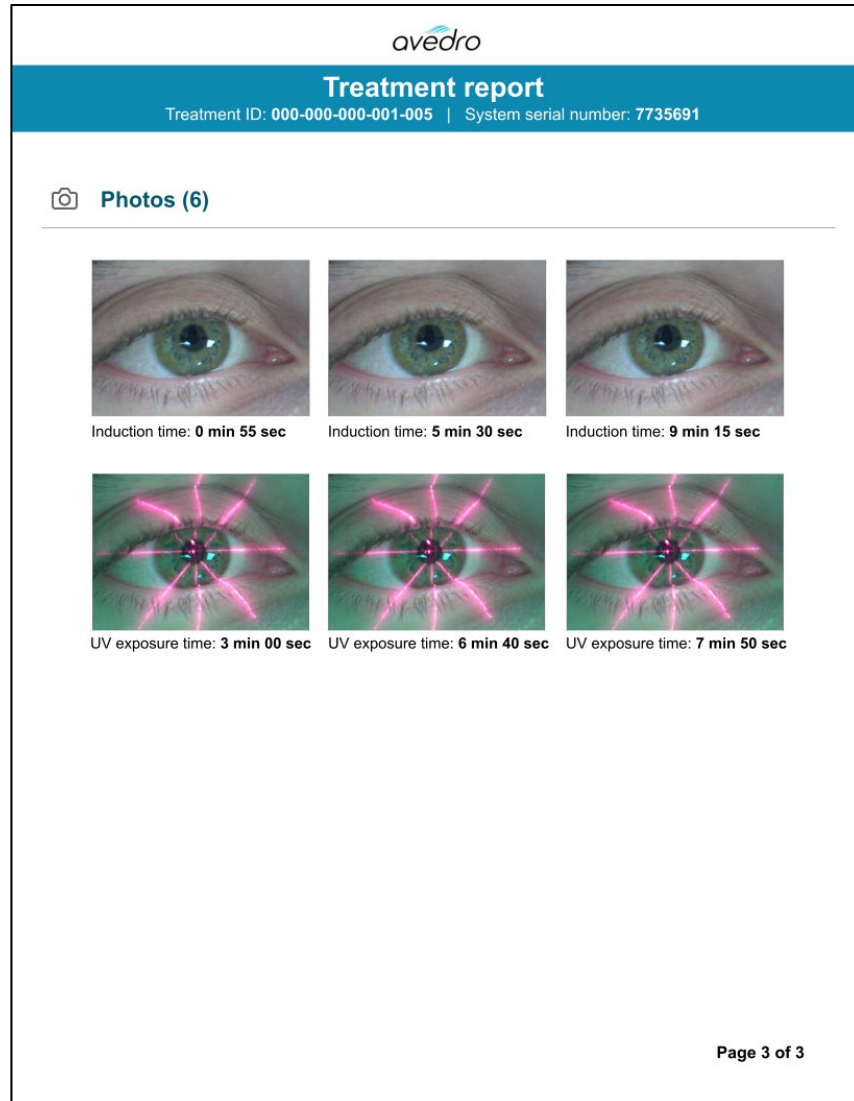 avedro
Treatment report
Treatment ID: 000-000-000-001-005 | System serial number: 7735691
Photos (6)
Induction time: 0 min 55 sec
Induction time: 5 min 30 sec
Induction time: 9 min 15 sec
UV exposure time: 3 min 00 sec
UV exposure time: 6 min 40 sec
UV exposure time: 7 min 50 sec
Page 3 of 3